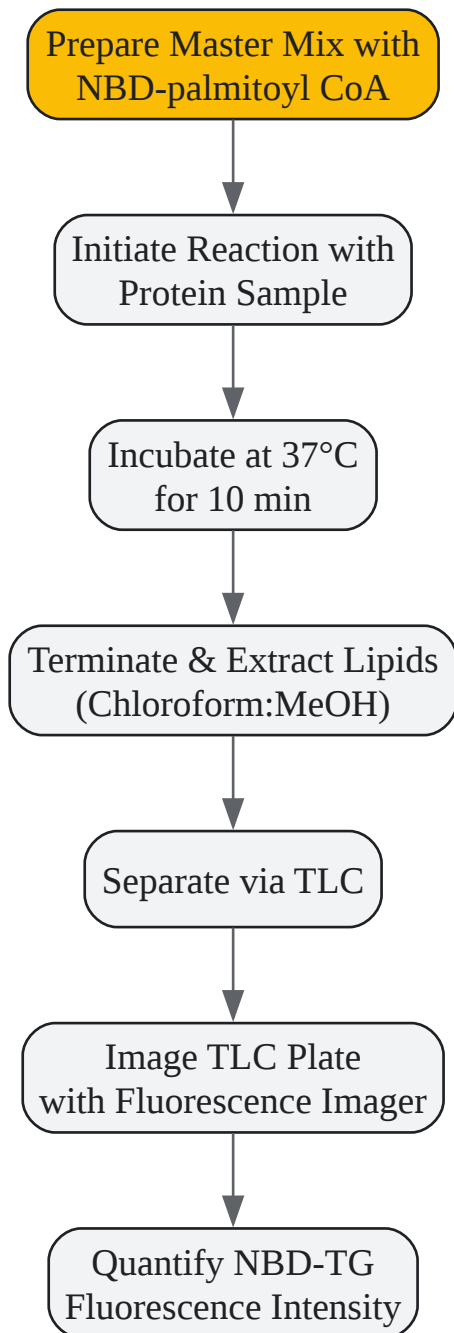 Prepare Master Mix with
NBD-palmitoyl CoA
Initiate Reaction with
Protein Sample
Incubate at 37°C
for 10 min
Terminate & Extract Lipids
(Chloroform:MeOH)
Separate via TLC
Image TLC Plate
with Fluorescence Imager
Quantify NBD-TG
Fluorescence Intensity